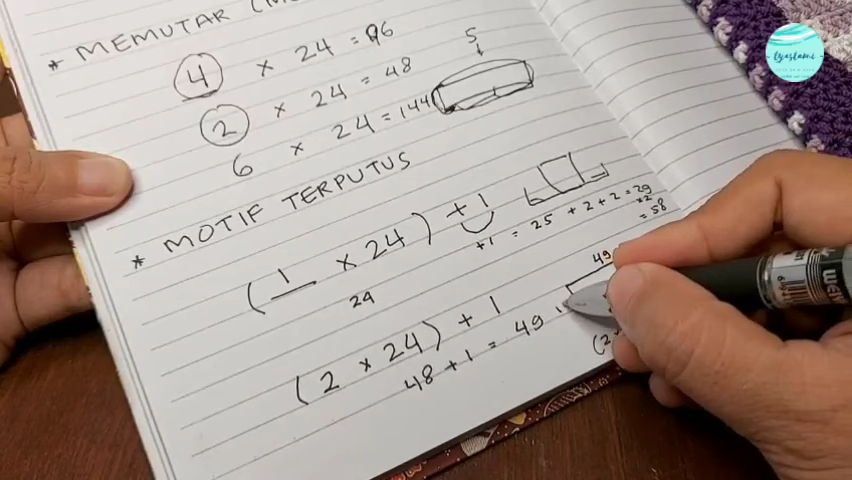 * MEMUTAR
4 x 24 = 96
2 x 24 = 48
5
6 x 24 = 144
* MOTIF TERPUTUS
( 1 x 24 ) + 1
+1 = 25 + 2 + 2 = 29
x2
= 58
24
49
( 2 x 24 ) + 1
48 + 1 = 49
(2